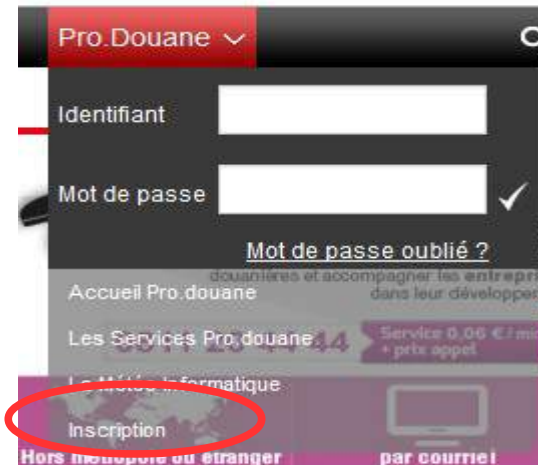 Pro.Douane
Identifiant
Mot de passe
Mot de passe oublié ?
douanières et accompagner les entrepri
dans leur développe
Accueil Pro.douane
Les Services Pro.douane
44
Service 0,06 € / min
+ prix appel
La Météo Informatique
Inscription
Hors métropole ou étranger
par courriel